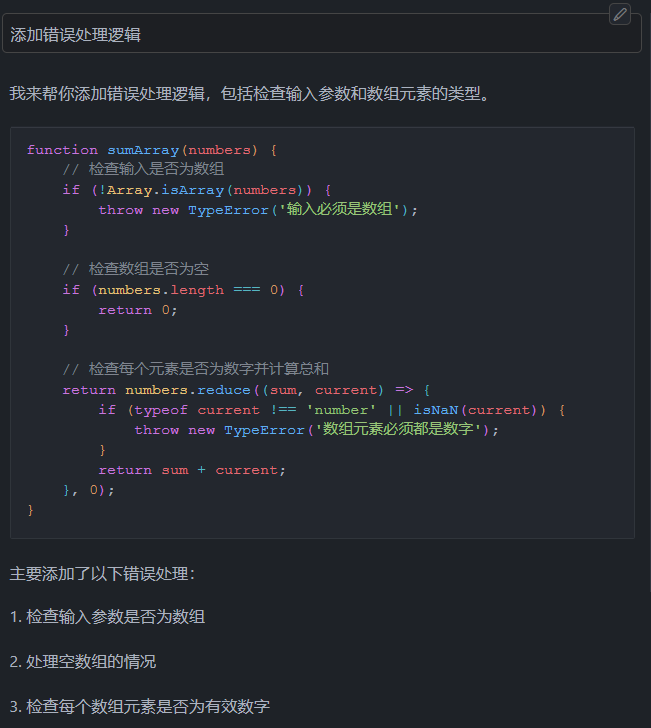 添加错误处理逻辑
我来帮你添加错误处理逻辑，包括检查输入参数和数组元素的类型。
function sumArray(numbers) {
    // 检查输入是否为数组
    if (!Array.isArray(numbers)) {
        throw new TypeError('输入必须是数组');
    }

    // 检查数组是否为空
    if (numbers.length === 0) {
        return 0;
    }

    // 检查每个元素是否为数字并计算总和
    return numbers.reduce((sum, current) => {
        if (typeof current !== 'number' || isNaN(current)) {
            throw new TypeError('数组元素必须都是数字');
        }
        return sum + current;
    }, 0);
}
主要添加了以下错误处理：
1. 检查输入参数是否为数组
2. 处理空数组的情况
3. 检查每个数组元素是否为有效数字